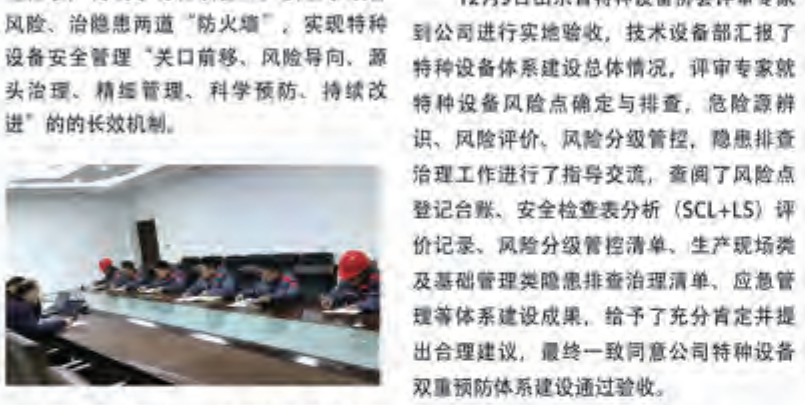 风险、治隐患两道“防火墙”，实现特种
设备安全管理“关口前移、风险导向、源
头治理、精细管理、科学预防、持续改
进”的的长效机制。
到公司进行实地验收，技术设备部汇报了
特种设备体系建设总体情况，评审专家就
特种设备风险点确定与排查，危险源辨
识、风险评价、风险分级管控，隐患排查
治理工作进行了指导交流，查阅了风险点
登记台账、安全检查表分析（SCL+LS）评
价记录、风险分级管控清单、生产现场类
及基础管理类隐患排查治理清单、应急管
理等体系建设成果，给予了充分肯定并提
出合理建议，最终一致同意公司特种设备
双重预防体系建设通过验收。